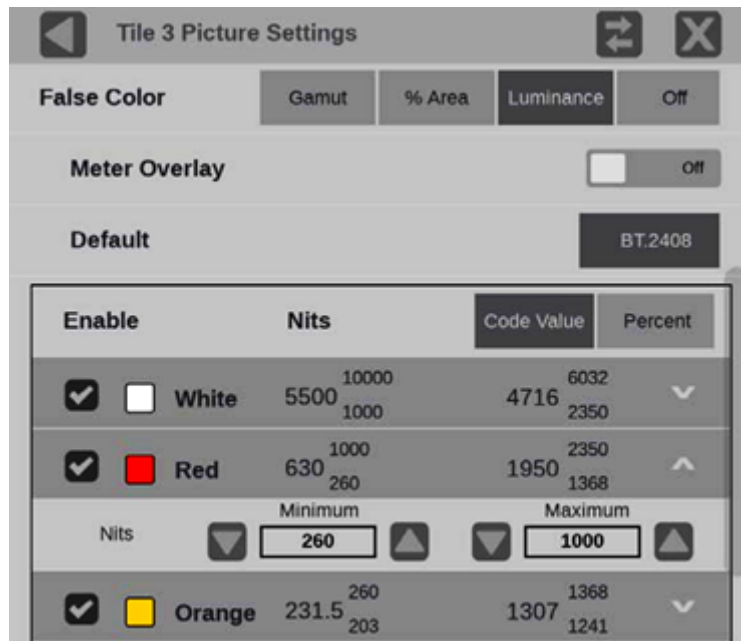 Tile 3 Picture Settings
False Color Gamut % Area Luminance Off
Meter Overlay Off
Default BT.2408
Enable Nits Code Value Percent
White 5500 10000 1000 4716 6032 2350
Red 630 1000 260 1950 2350 1368
Minimum Maximum
Nits 260 1000
Orange 231.5 260 203 1307 1368 1241